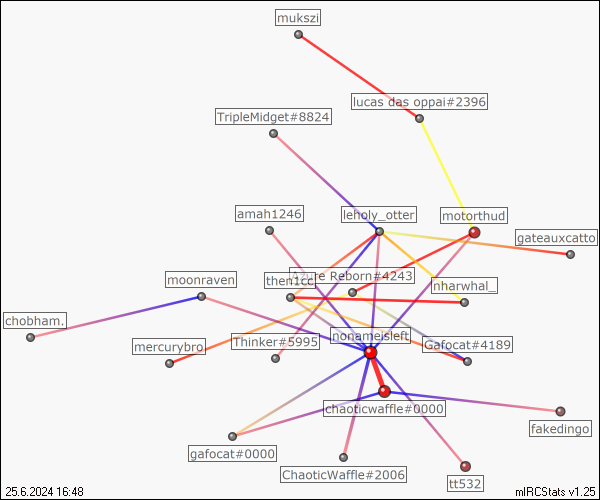 mukszi
lucas das oppai#2396
TripleMidget#8824
amah1246
leholy_otter
motorthud
gateauxcatto
moonraven
then1cc
Azure Reborn#4243
nharwhal_
chobham.
mercurybro
Thinker#5995
nonameisleft
Gafocat#4189
chaoticwaffle#0000
fakedingo
gafocat#0000
ChaoticWaffle#2006
tt532
25.6.2024 16:48
mIRCStats v1.25